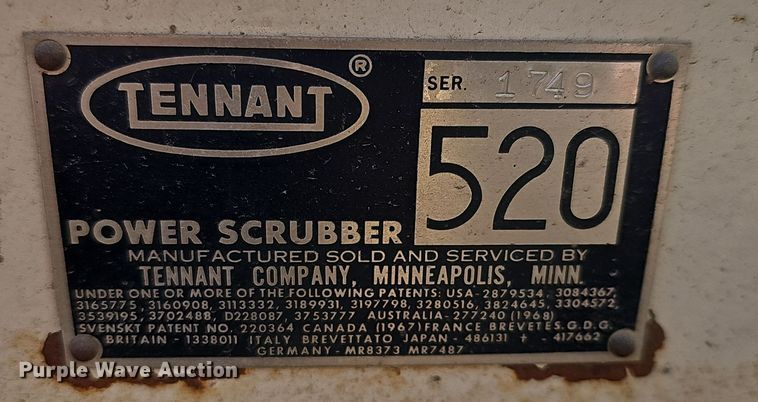 TENNANT ®
SER. 1749
520
POWER SCRUBBER
MANUFACTURED SOLD AND SERVICED BY
TENNANT COMPANY, MINNEAPOLIS, MINN.
UNDER ONE OR MORE OF THE FOLLOWING PATENTS: USA-2879534, 3084367,
3165775, 3160908, 3113332, 3189931, 3197798, 3280516, 3824645, 3304572
3539195, 3702488, D228087, 3753777 AUSTRALIA-277240 (1968)
SVENSKT PATENT NO. 220364 CANADA (1967) FRANCE BREVETE S.G.D.G.
BRITAIN - 1338011 ITALY BREVETTATO JAPAN - 486131 + - 417662
GERMANY-MR8373 MR7487
Purple Wave Auction